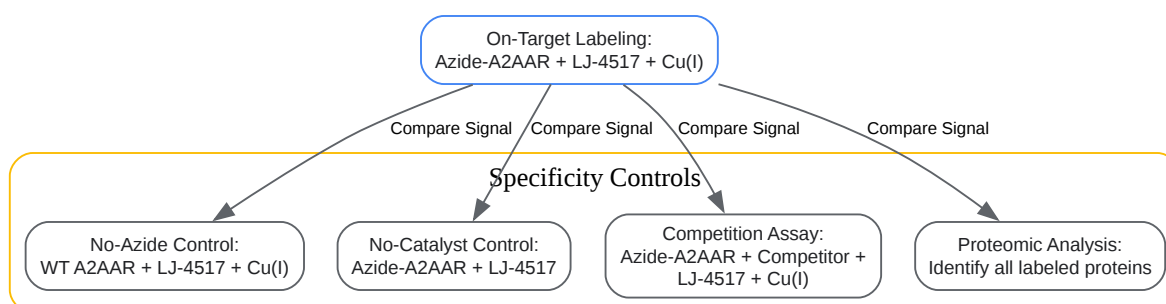 On-Target Labeling:
Azide-A2AAR + LJ-4517 + Cu(I)
Compare Signal
Compare Signal
Compare Signal
Compare Signal
Specificity Controls
No-Azide Control:
WT A2AAR + LJ-4517 + Cu(I)
No-Catalyst Control:
Azide-A2AAR + LJ-4517
Competition Assay:
Azide-A2AAR + Competitor +
LJ-4517 + Cu(I)
Proteomic Analysis:
Identify all labeled proteins